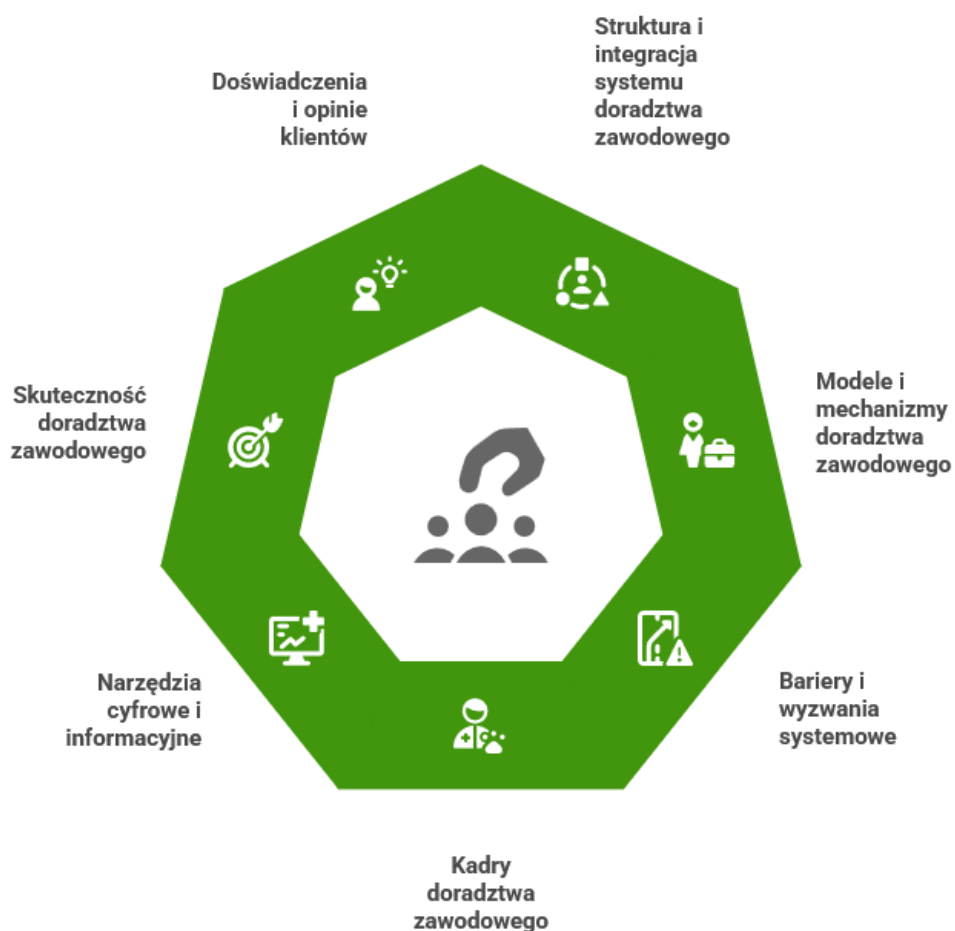 Struktura i
integracja
systemu
doradztwa
zawodowego
Doświadczenia
i opinie
klientów
Modele i
mechanizmy
doradztwa
zawodowego
Skuteczność
doradztwa
zawodowego
Bariery i
wyzwania
systemowe
Narzędzia
cyfrowe i
informacyjne
Kadry
doradztwa
zawodowego